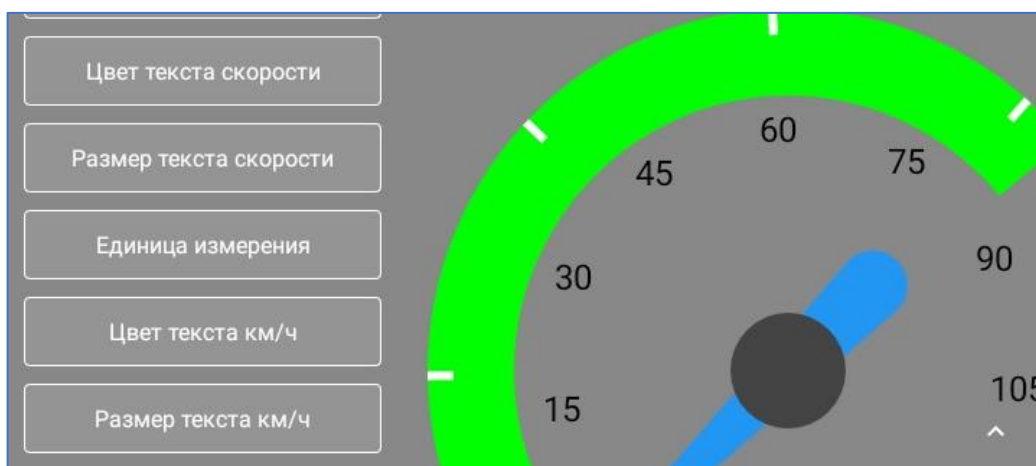 Цвет текста скорости
Размер текста скорости
Единица измерения
Цвет текста км/ч
Размер текста км/ч
60
75
45
90
30
105
15